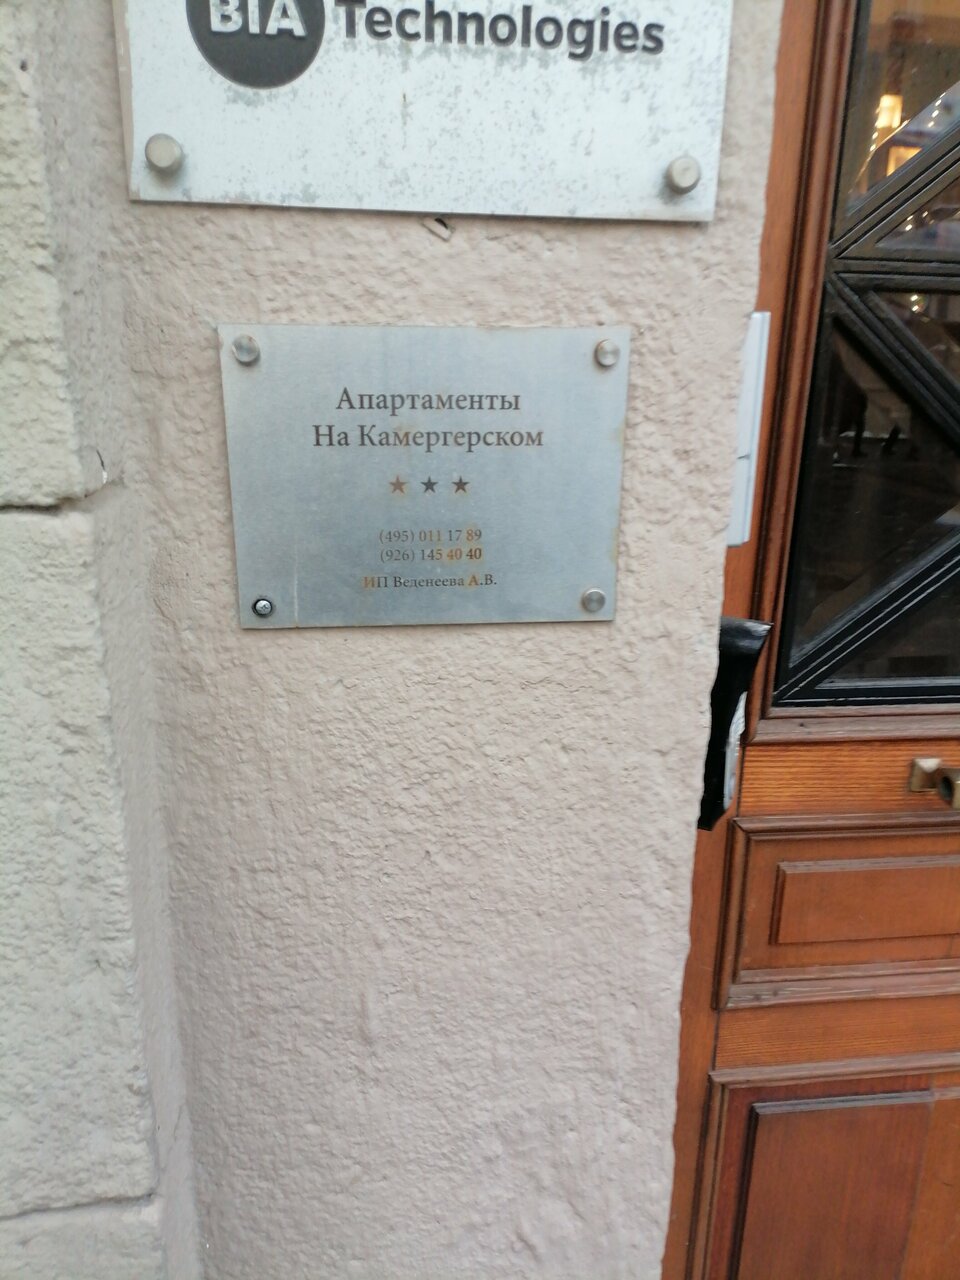 BIA Technologies
Апартаменты
На Камергерском
★ ★ ★
(495) 011 17 89
(926) 145 40 40
ИП Веденеева А.В.